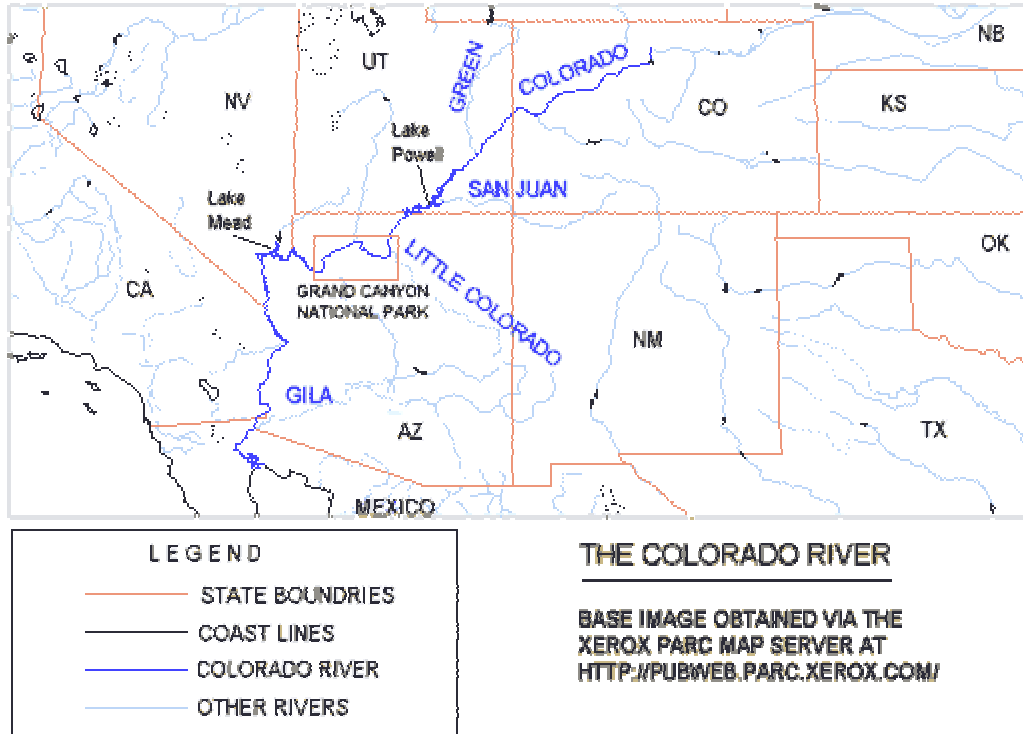 NB
UT
GREEN
COLORADO
NV
CO
KS
Lake
Powell
SAN JUAN
Lake
Mead
OK
LITTLE COLORADO
CA
GRAND CANYON
NATIONAL PARK
NM
GILA
AZ
TX
MEXICO
LEGEND
STATE BOUNDRIES
COAST LINES
COLORADO RIVER
OTHER RIVERS
THE COLORADO RIVER
BASE IMAGE OBTAINED VIA THE
XEROX PARC MAP SERVER AT
HTTP://PUBWEB.PARC.XEROX.COM/